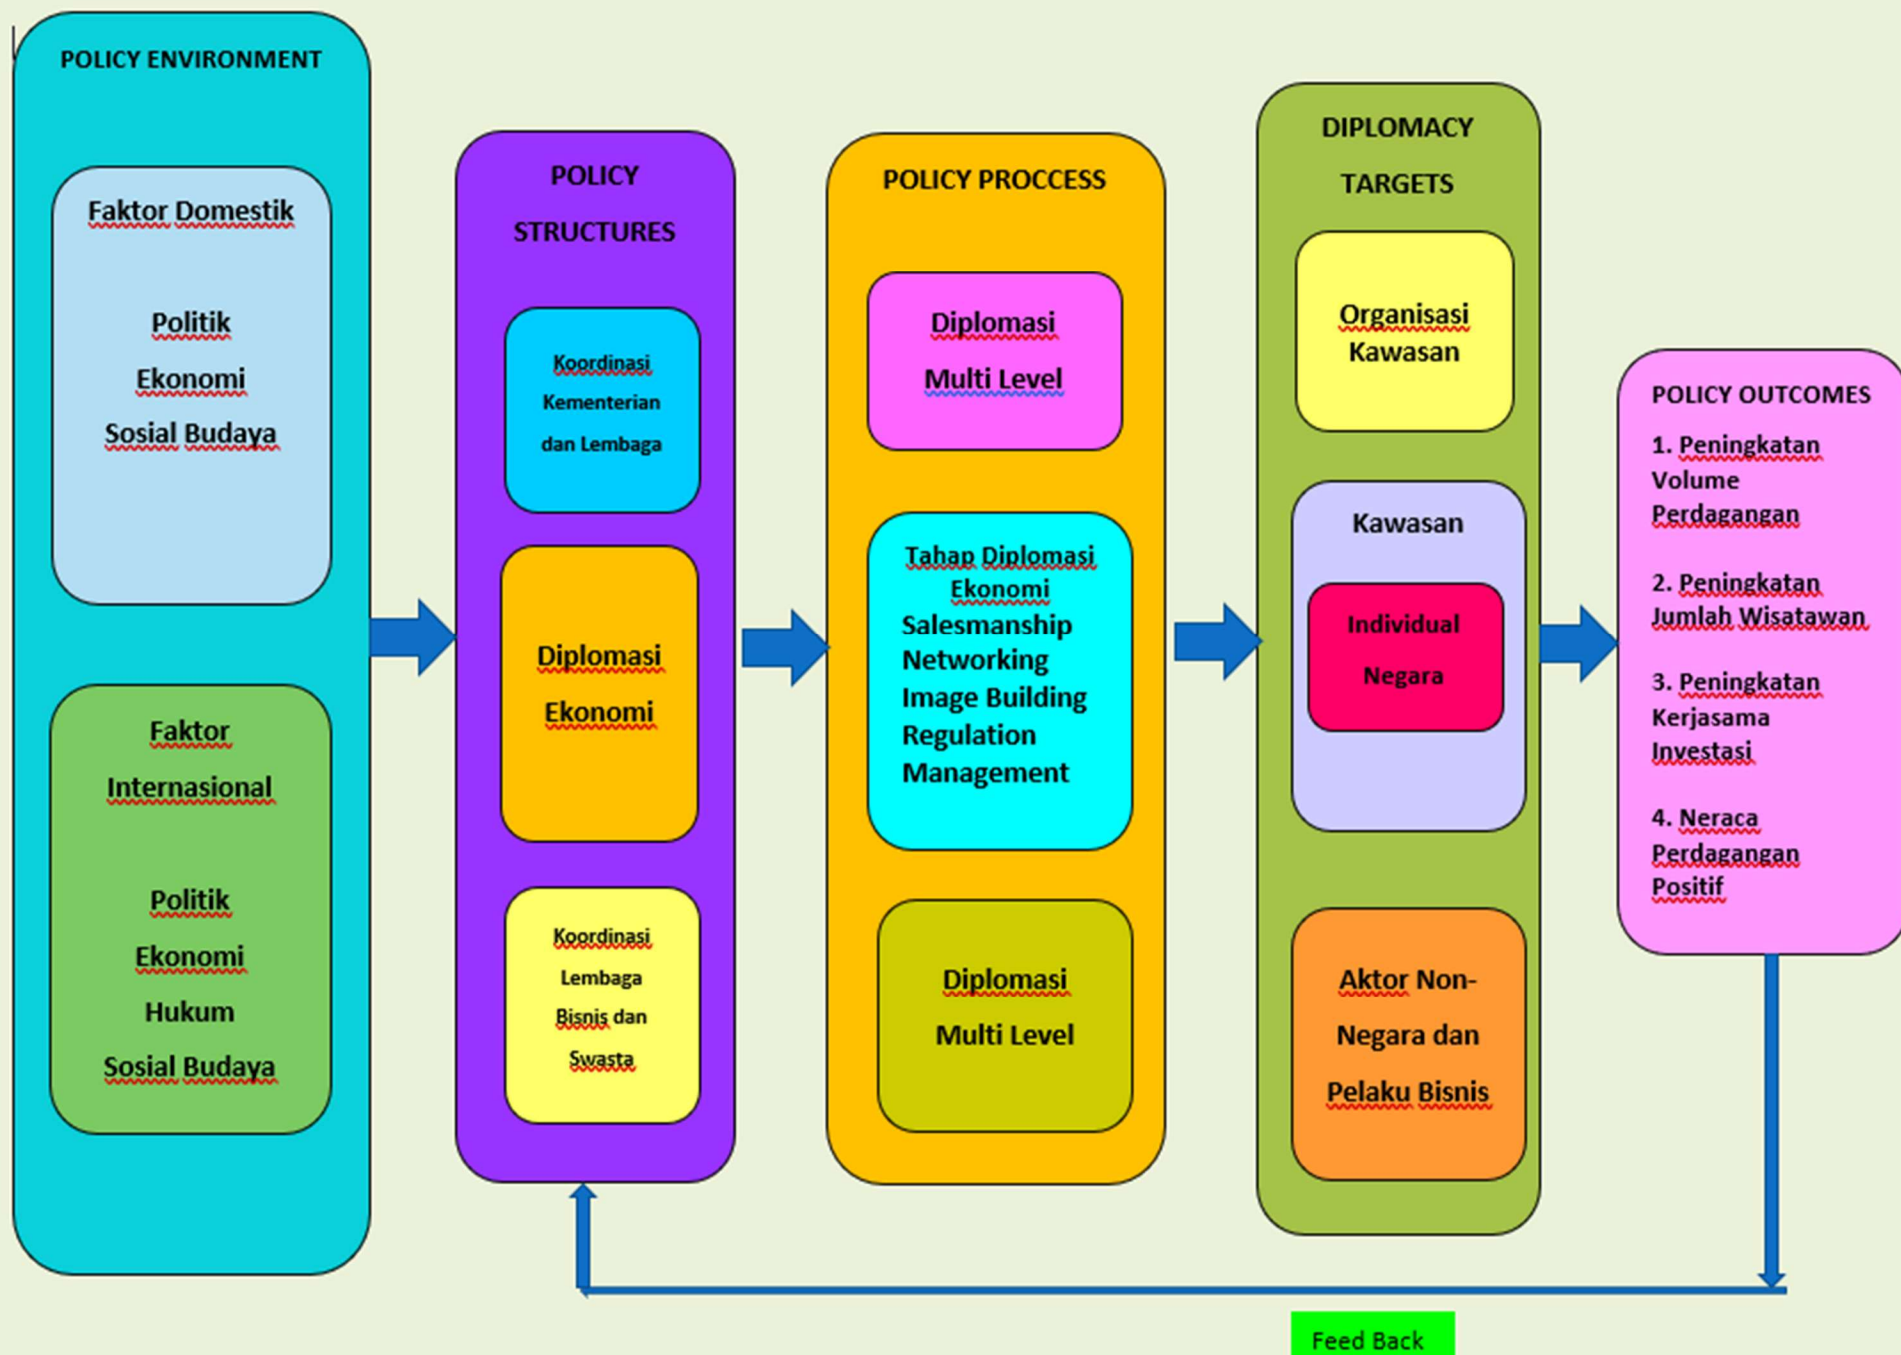 POLICY ENVIRONMENT
Faktor Domestik
Politik
Ekonomi
Sosial Budaya
Faktor
Internasional
Politik
Ekonomi
Hukum
Sosial Budaya
POLICY
STRUCTURES
Koordinasi
Kementerian
dan Lembaga
Diplomasi
Ekonomi
Koordinasi
Lembaga
Bisnis dan
Swasta
POLICY PROCCESS
Diplomasi
Multi Level
Tahap Diplomasi
Ekonomi
Salesmanship
Networking
Image Building
Regulation
Management
Diplomasi
Multi Level
DIPLOMACY
TARGETS
Organisasi
Kawasan
Kawasan
Individual
Negara
Aktor Non-
Negara dan
Pelaku Bisnis
POLICY OUTCOMES
1. Peningkatan
Volume
Perdagangan
2. Peningkatan
Jumlah Wisatawan
3. Peningkatan
Kerjasama
Investasi
4. Neraca
Perdagangan
Positif
Feed Back